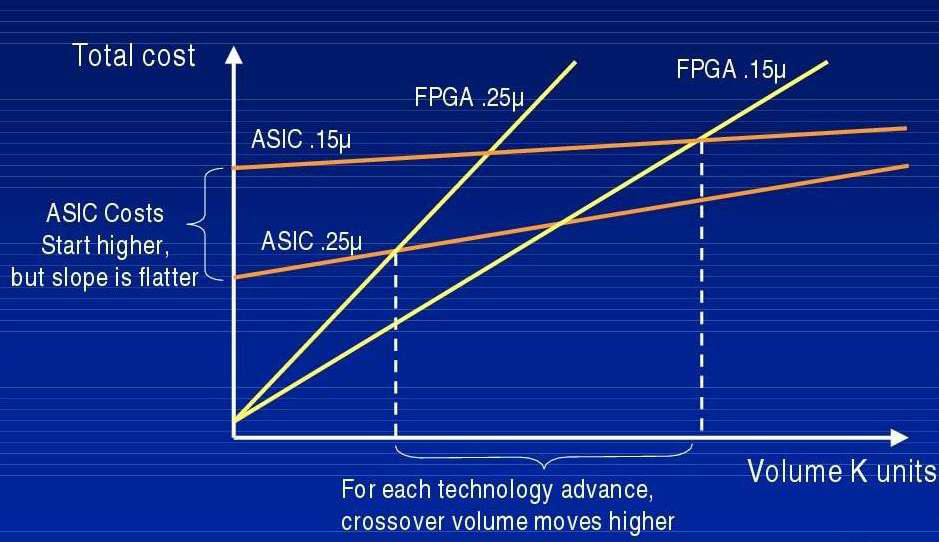 Total cost
FPGA .25µ
FPGA .15µ
ASIC .15µ
ASIC Costs
Start higher,
but slope is flatter
ASIC .25µ
Volume K units
For each technology advance,
crossover volume moves higher